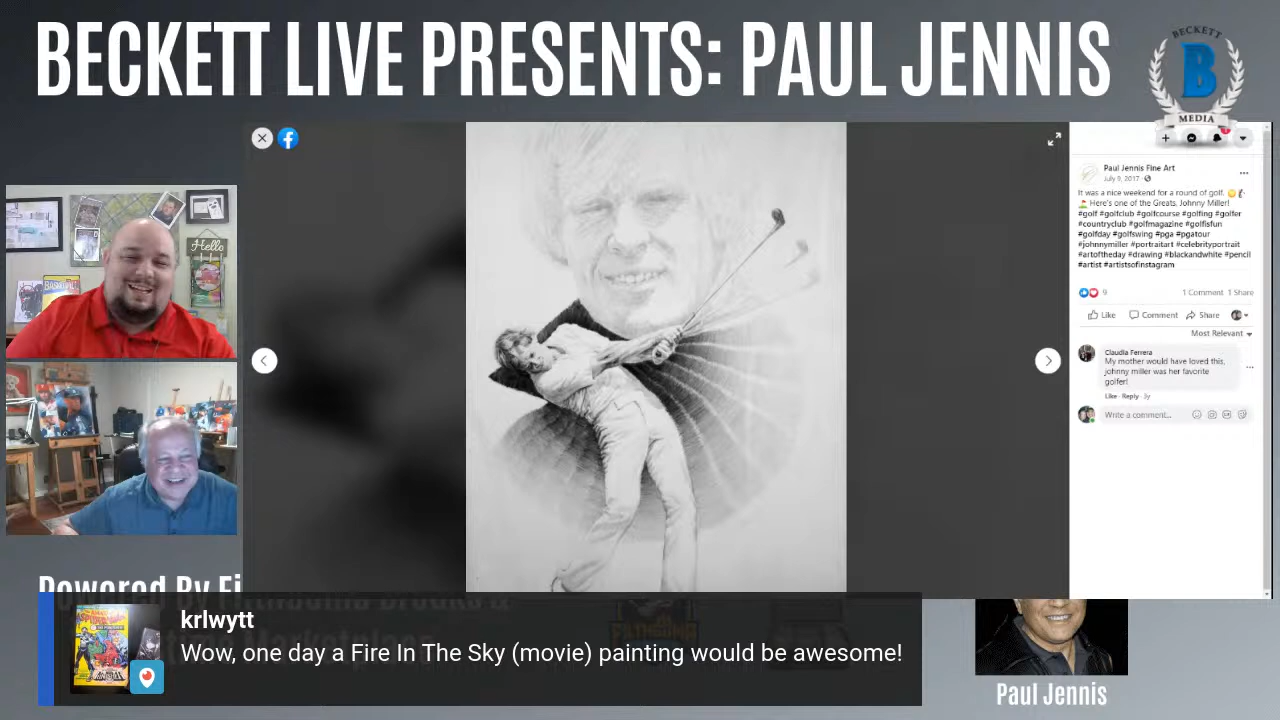 BECKETT LIVE PRESENTS: PAUL JENNIS
BECKETT
B
MEDIA
Paul Jennis Fine Art
July 9, 2017
It was a nice weekend for a round of golf.
Here's one of the Greats, Johnny Miller!
#golf #golfclub #golfcourse #golfing #golfer
#countryclub #golfmagazine #golfisfun
#golfday #golfswing #pga #pgatour
#johnnymiller #portraitart #celebrityportrait
#artoftheday #drawing #blackandwhite #pencil
#artist #artistsofinstagram
9
1 Comment 1 Share
Like Comment Share
Most Relevant
Claudia Ferrera
My mother would have loved this,
johnny miller was her favorite
golfer!
Like · Reply · 5y
Write a comment...
Hello
Powered By
krlwytt
Wow, one day a Fire In The Sky (movie) painting would be awesome!
Paul Jennis